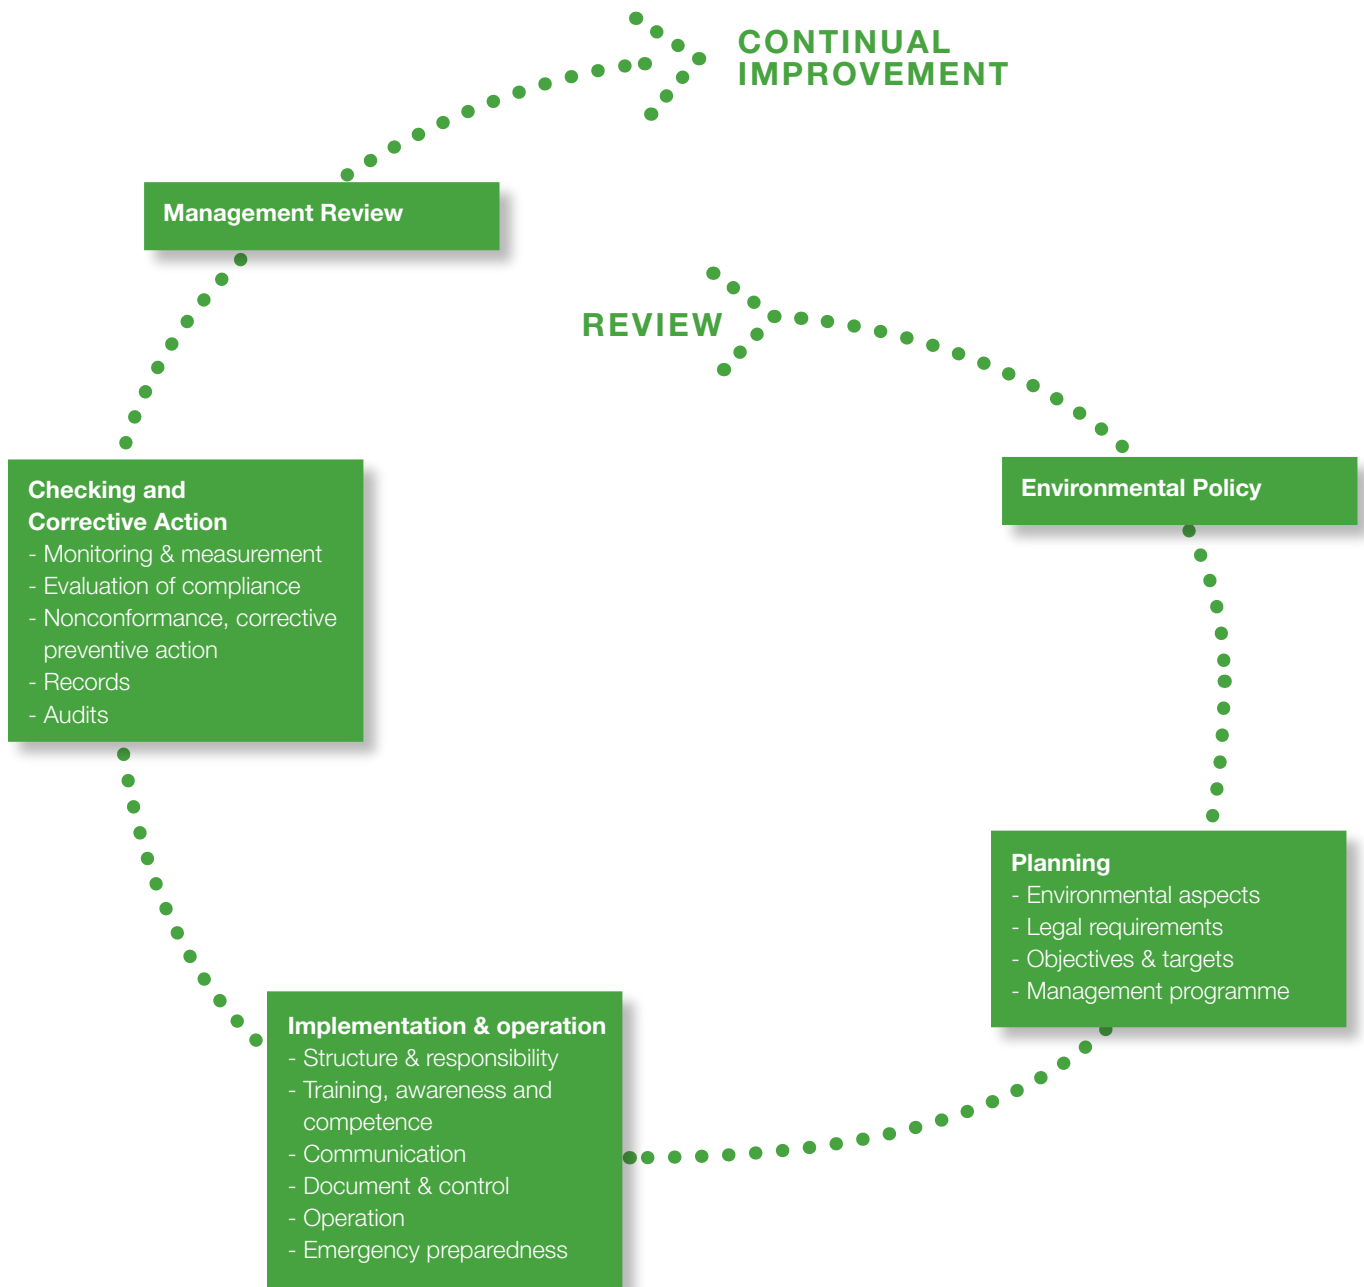 CONTINUAL
IMPROVEMENT
Management Review
REVIEW
Checking and
Corrective Action
- Monitoring & measurement
- Evaluation of compliance
- Nonconformance, corrective
preventive action
- Records
- Audits
Environmental Policy
Planning
- Environmental aspects
- Legal requirements
- Objectives & targets
- Management programme
Implementation & operation
- Structure & responsibility
- Training, awareness and
competence
- Communication
- Document & control
- Operation
- Emergency preparedness